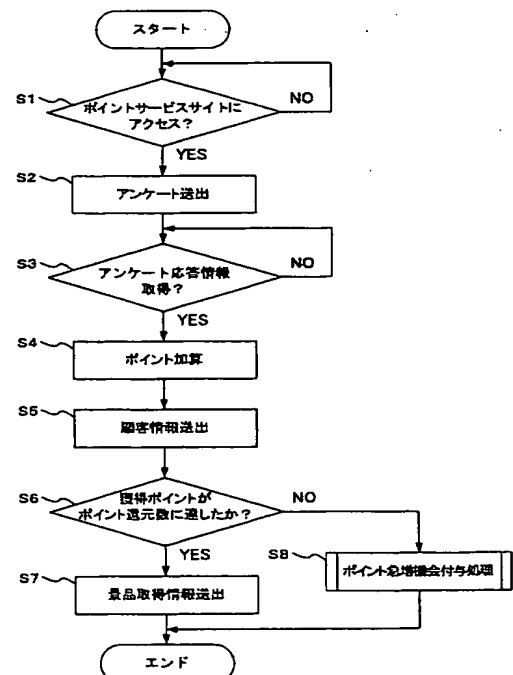 スタート
S1
ポイントサービスサイトに
アクセス？
NO
YES
S2
アンケート送出
S3
アンケート応答情報
取得？
NO
YES
S4
ポイント加算
S5
顧客情報送出
S6
獲得ポイントが
ポイント還元数に達したか？
NO
YES
S7
景品取得情報送出
S8
ポイント急増機会付与処理
エンド